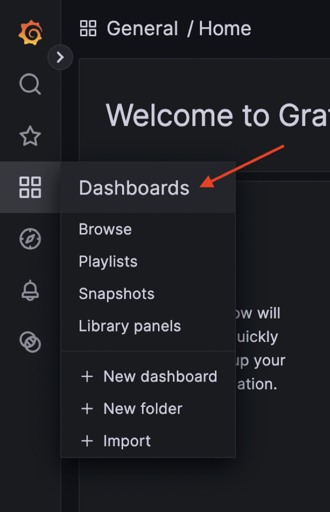 General / Home
Welcome to Gra
Dashboards
Browse
Playlists
Snapshots
Library panels
ow will
uickly
up your
ation.
+ New dashboard
+ New folder
+ Import